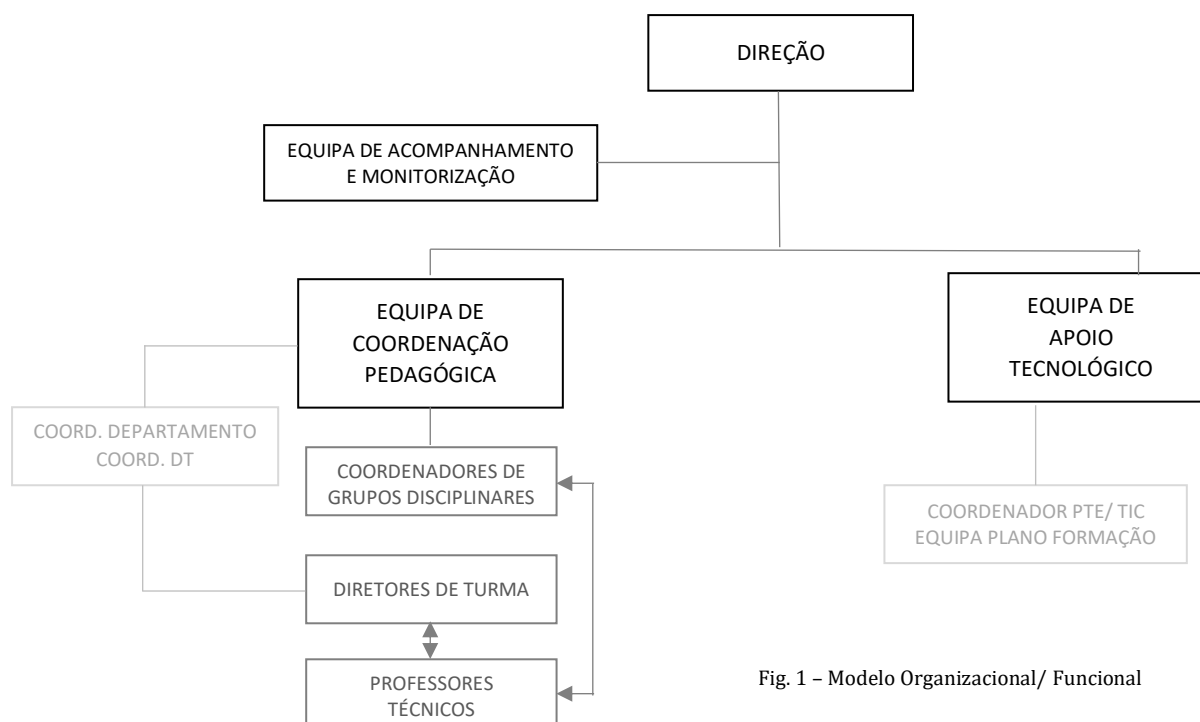 DIREÇÃO
EQUIPA DE ACOMPANHAMENTO
E MONITORIZAÇÃO
EQUIPA DE
COORDENAÇÃO
PEDAGÓGICA
EQUIPA DE
APOIO
TECNOLÓGICO
COORD. DEPARTAMENTO
COORD. DT
COORDENADORES DE
GRUPOS DISCIPLINARES
COORDENADOR PTE/ TIC
EQUIPA PLANO FORMAÇÃO
DIRETORES DE TURMA
PROFESSORES
TÉCNICOS
Fig. 1 – Modelo Organizacional/ Funcional